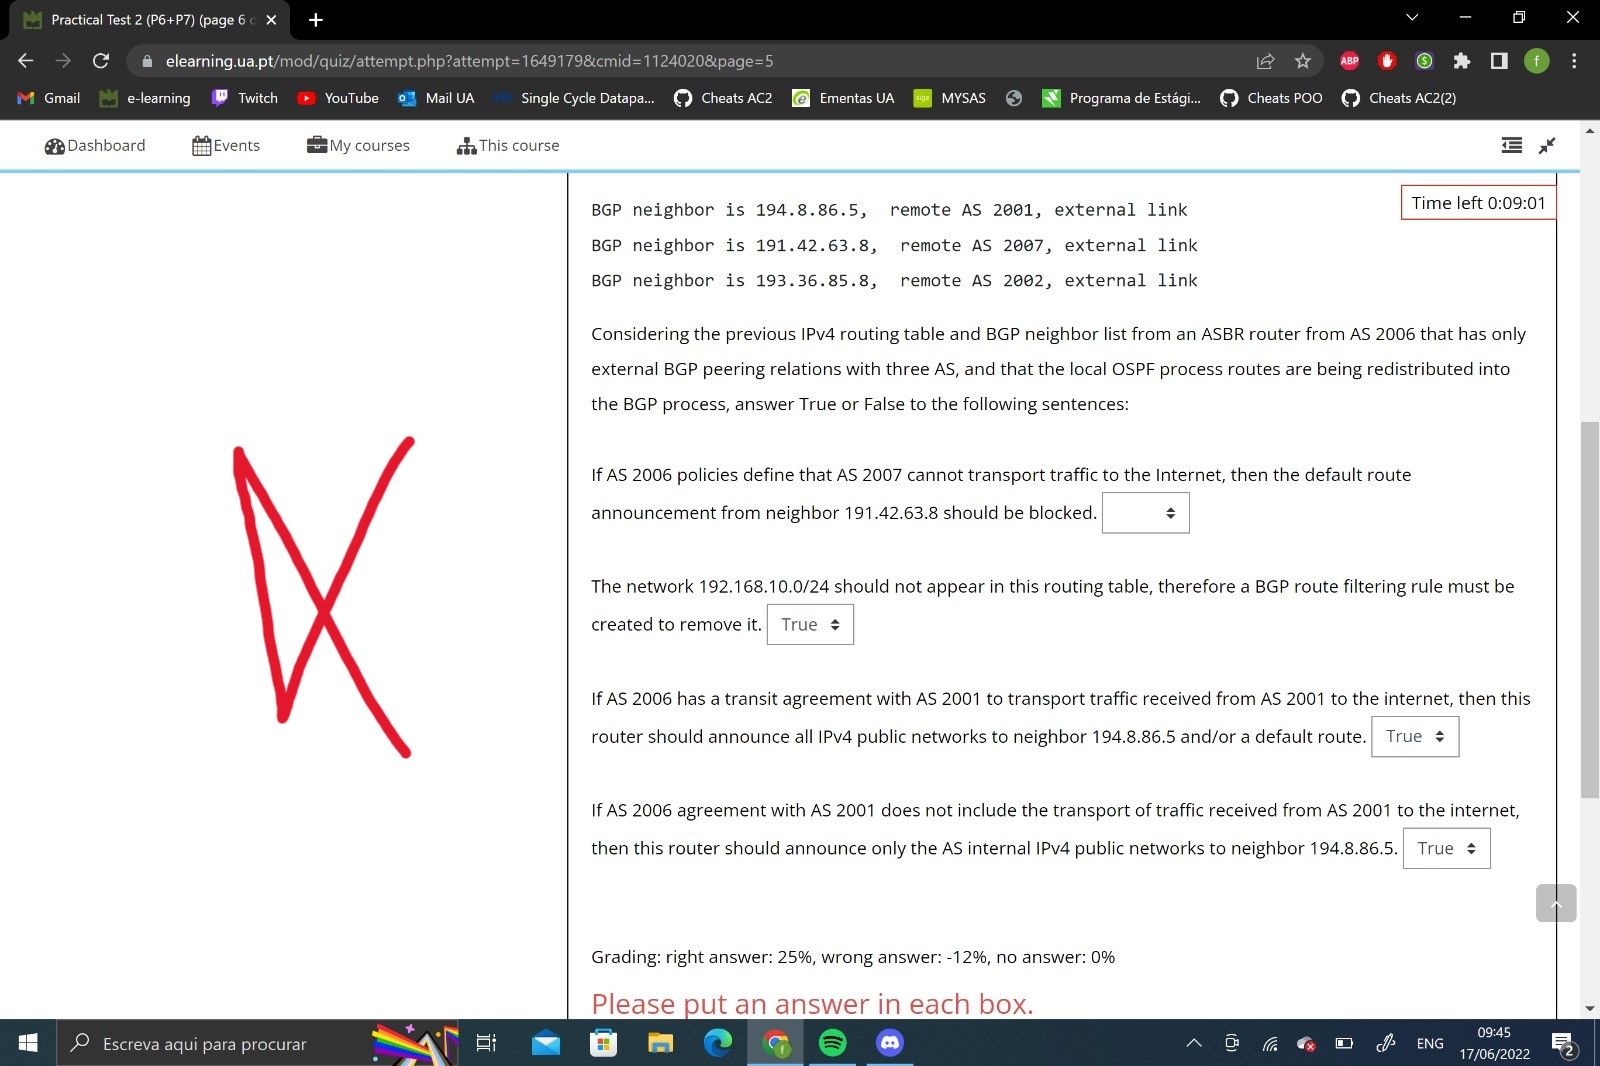 Practical Test 2 (P6+P7) (page 6
elearning.ua.pt/mod/quiz/attempt.php?attempt=1649179&cmid=1124020&page=5
ABP
f
Gmail
e-learning
Twitch
YouTube
Mail UA
Single Cycle Datapa...
Cheats AC2
Ementas UA
MYSAS
Programa de Estági...
Cheats POO
Cheats AC2(2)
Dashboard
Events
My courses
This course
Time left 0:09:01
BGP neighbor is 194.8.86.5, remote AS 2001, external link
BGP neighbor is 191.42.63.8, remote AS 2007, external link
BGP neighbor is 193.36.85.8, remote AS 2002, external link
Considering the previous IPv4 routing table and BGP neighbor list from an ASBR router from AS 2006 that has only
external BGP peering relations with three AS, and that the local OSPF process routes are being redistributed into
the BGP process, answer True or False to the following sentences:
If AS 2006 policies define that AS 2007 cannot transport traffic to the Internet, then the default route
announcement from neighbor 191.42.63.8 should be blocked.
The network 192.168.10.0/24 should not appear in this routing table, therefore a BGP route filtering rule must be
created to remove it. True
If AS 2006 has a transit agreement with AS 2001 to transport traffic received from AS 2001 to the internet, then this
router should announce all IPv4 public networks to neighbor 194.8.86.5 and/or a default route. True
If AS 2006 agreement with AS 2001 does not include the transport of traffic received from AS 2001 to the internet,
then this router should announce only the AS internal IPv4 public networks to neighbor 194.8.86.5. True
Grading: right answer: 25%, wrong answer: -12%, no answer: 0%
Please put an answer in each box.
Escreva aqui para procurar
ENG
09:45
17/06/2022
2